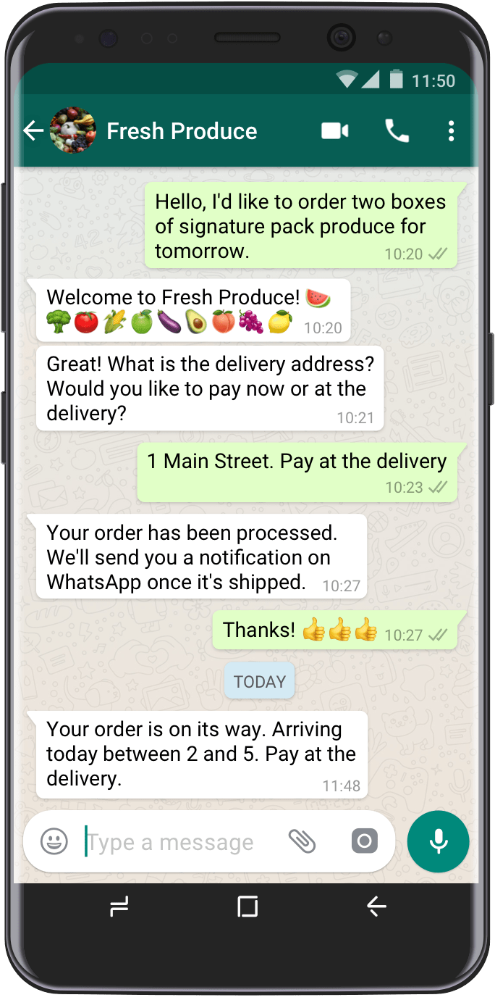 11:50
Fresh Produce
Hello, I'd like to order two boxes
of signature pack produce for
tomorrow. 10:20
Welcome to Fresh Produce! 🍉
🥦🍅🌽🍏🍆🥑🍑🍇🍋 10:20
Great! What is the delivery address?
Would you like to pay now or at the
delivery? 10:21
1 Main Street. Pay at the delivery
10:23
Your order has been processed.
We'll send you a notification on
WhatsApp once it's shipped. 10:27
Thanks! 👍👍👍 10:27
TODAY
Your order is on its way. Arriving
today between 2 and 5. Pay at the
delivery. 11:48
Type a message